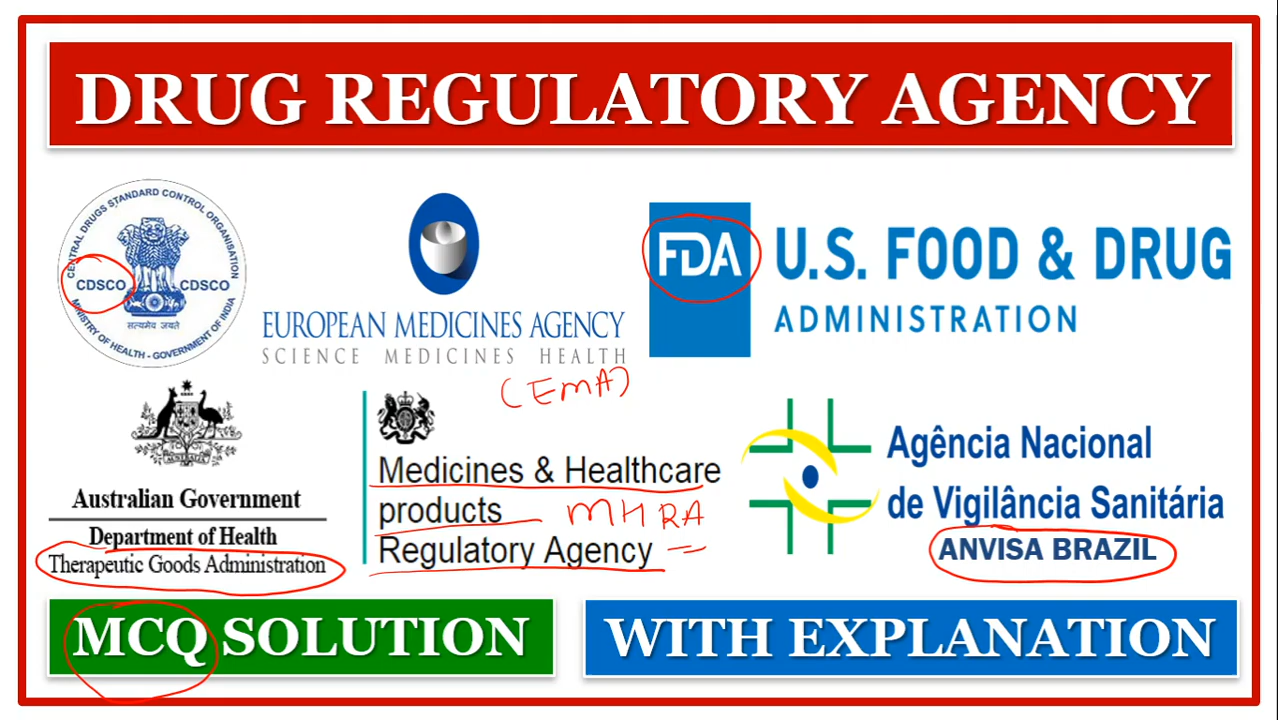 DRUG REGULATORY AGENCY
CENTRAL DRUGS STANDARD CONTROL ORGANISATION
CDSCO CDSCO
सत्यमेव जयते
MINISTRY OF HEALTH - GOVERNMENT OF INDIA
EUROPEAN MEDICINES AGENCY
SCIENCE MEDICINES HEALTH
(EMA)
FDA U.S. FOOD & DRUG
ADMINISTRATION
AUSTRALIA
Australian Government
Department of Health
Therapeutic Goods Administration
Medicines & Healthcare
products MHRA
Regulatory Agency
Agência Nacional
de Vigilância Sanitária
ANVISA BRAZIL
MCQ SOLUTION
WITH EXPLANATION